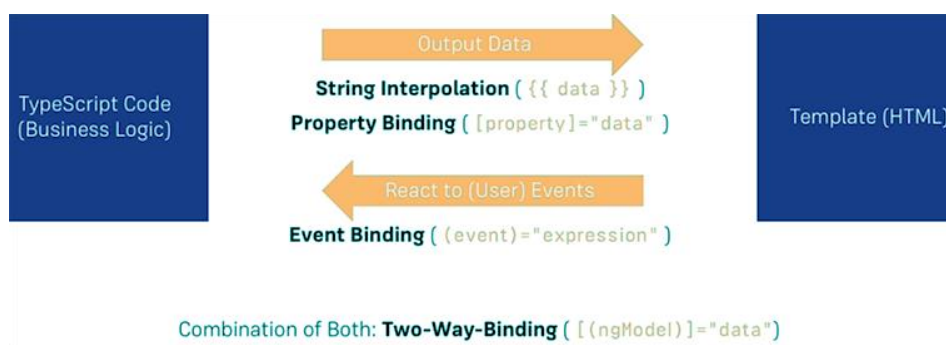 Output Data
TypeScript Code
(Business Logic)
String Interpolation ( {{ data }} )
Property Binding ( [property]="data" )
Template (HTML)
React to (User) Events
Event Binding ( (event)="expression" )
Combination of Both: Two-Way-Binding ( [(ngModel)]="data")